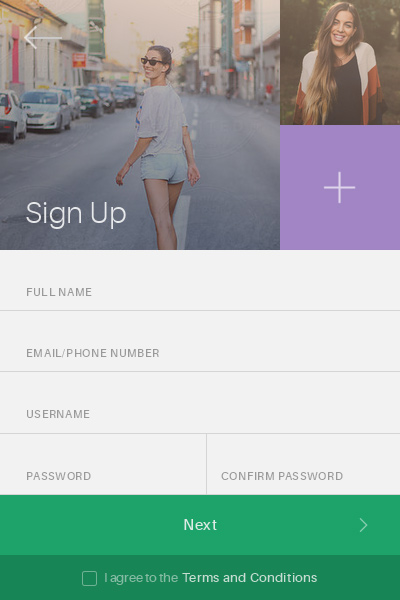 Sign Up
FULL NAME
EMAIL/PHONE NUMBER
USERNAME
PASSWORD
CONFIRM PASSWORD
Next
I agree to the Terms and Conditions